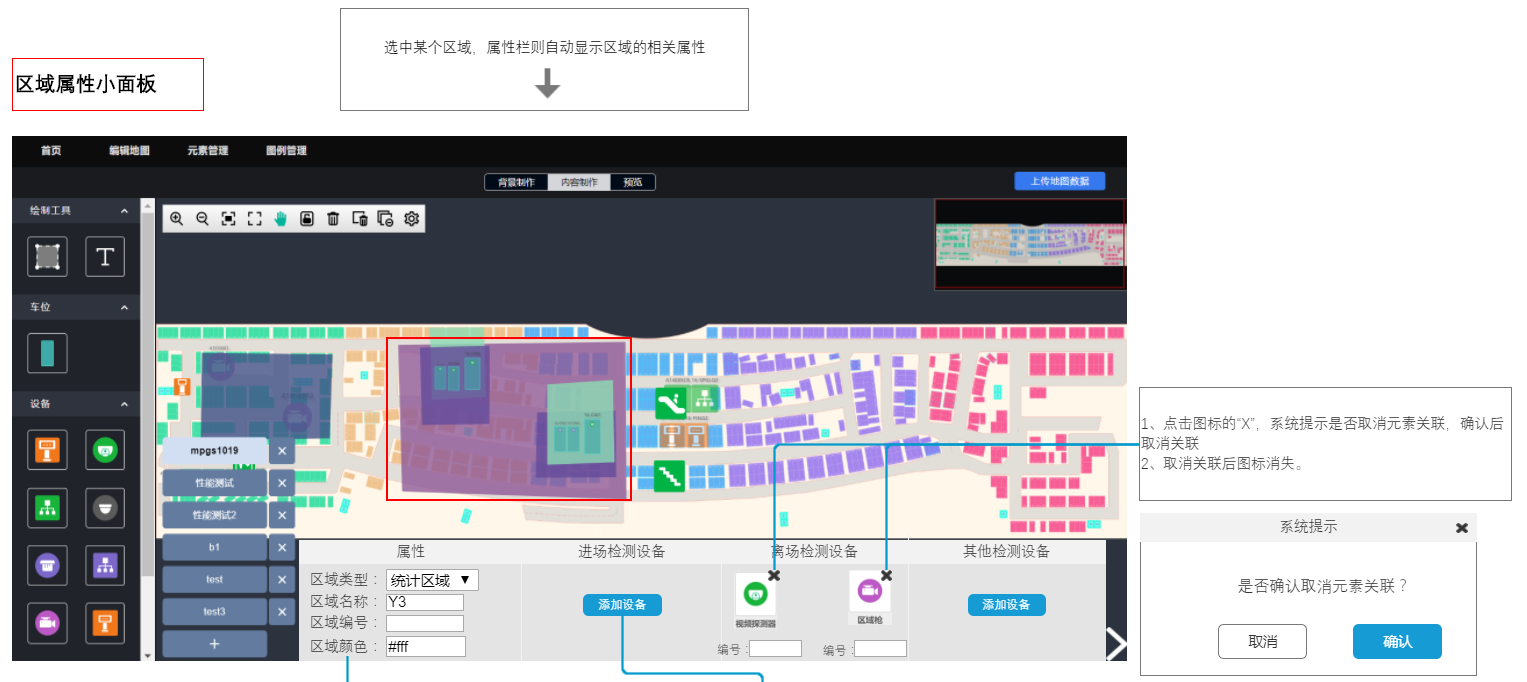 选中某个区域，属性栏则自动显示区域的相关属性
区域属性小面板
首页 编辑地图 元素管理 图例管理
背景制作 内容制作 预览
上传地图数据
绘制工具
T
车位
设备
mpgs1019 ×
性能测试 ×
性能测试2 ×
b1 ×
test ×
test3 ×
+
属性 进场检测设备 离场检测设备 其他检测设备
区域类型： 统计区域 ▼
区域名称： Y3
区域编号：
区域颜色： #fff
添加设备
视频探测器 区域枪
编号： 编号：
添加设备
1、点击图标的“X”，系统提示是否取消元素关联，确认后
取消关联
2、取消关联后图标消失。
系统提示
是否确认取消元素关联？
取消 确认